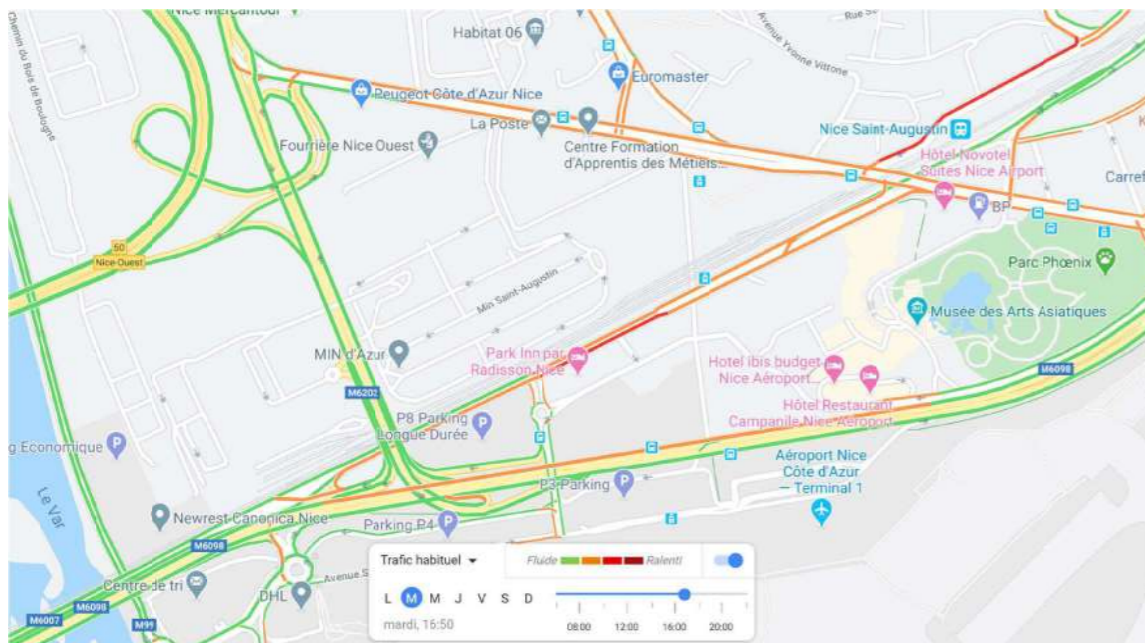 Nice Mercantour
Chemin du Bois de Boulogne
Habitat 06
Avenue Yvonne Vittone
Euromaster
Peugeot Côte d'Azur Nice
La Poste
Nice Saint-Augustin
Fourrière Nice Ouest
Centre Formation
d'Apprentis des Métiers...
Hôtel Novotel
Suites Nice Airport
Carref
BP
50
Nice-Ouest
Parc Phœnix
Min Saint-Augustin
Musée des Arts Asiatiques
MIN d'Azur
Park Inn par
Radisson Nice
Hotel ibis budget
Nice Aéroport
M6098
M6202
Hôtel Restaurant
Campanile Nice Aéroport
P8 Parking
Longue Durée
g Economique
Aéroport Nice
Côte d'Azur
— Terminal 1
P3 Parking
Le Var
Newrest Canonica Nice
Parking P4
M6098
Centre de tri
Avenue S
DHL
M6098
M6007
M99
Trafic habituel
Fluide
Ralenti
L M M J V S D
mardi, 16:50
08:00 12:00 16:00 20:00